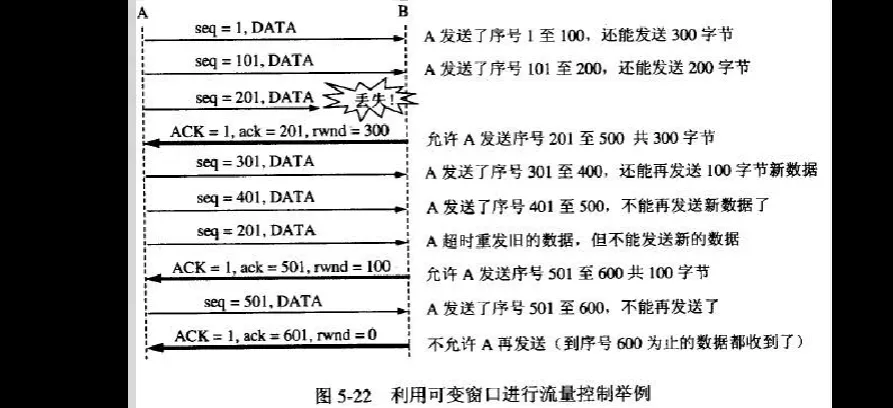 A B
seq = 1, DATA A 发送了序号 1 至 100，还能发送 300 字节
seq = 101, DATA A 发送了序号 101 至 200，还能发送 200 字节
seq = 201, DATA 丢失！
ACK = 1, ack = 201, rwnd = 300 允许 A 发送序号 201 至 500 共 300 字节
seq = 301, DATA A 发送了序号 301 至 400，还能再发送 100 字节新数据
seq = 401, DATA A 发送了序号 401 至 500，不能再发送新数据了
seq = 201, DATA A 超时重发旧的数据，但不能发送新的数据
ACK = 1, ack = 501, rwnd = 100 允许 A 发送序号 501 至 600 共 100 字节
seq = 501, DATA A 发送了序号 501 至 600，不能再发送了
ACK = 1, ack = 601, rwnd = 0 不允许 A 再发送（到序号 600 为止的数据都收到了）
图 5-22 利用可变窗口进行流量控制举例